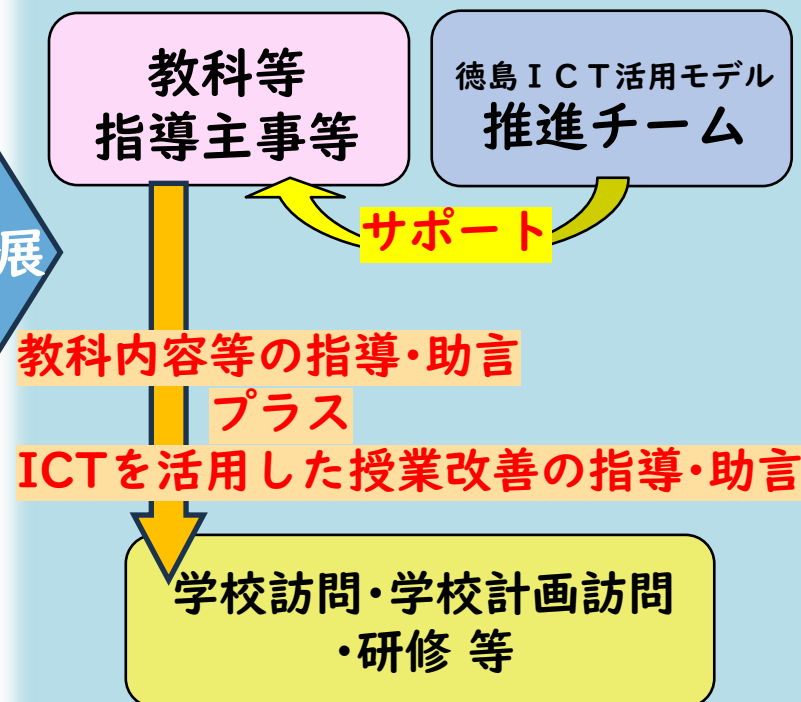 教科等
指導主事等
徳島ICT活用モデル
推進チーム
サポート
展
教科内容等の指導・助言
プラス
ICTを活用した授業改善の指導・助言
学校訪問・学校計画訪問
・研修 等